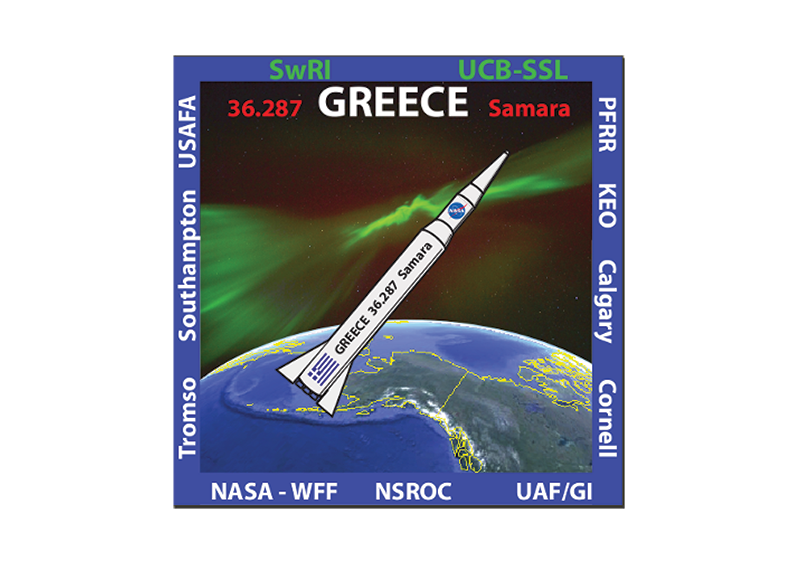 SwRI UCB-SSL
36.287 GREECE Samara
USAFA
Southampton
Tromso
PFRR
KEO
Calgary
Cornell
NASA
GREECE 36.287 Samara
NASA - WFF NSROC UAF/GI